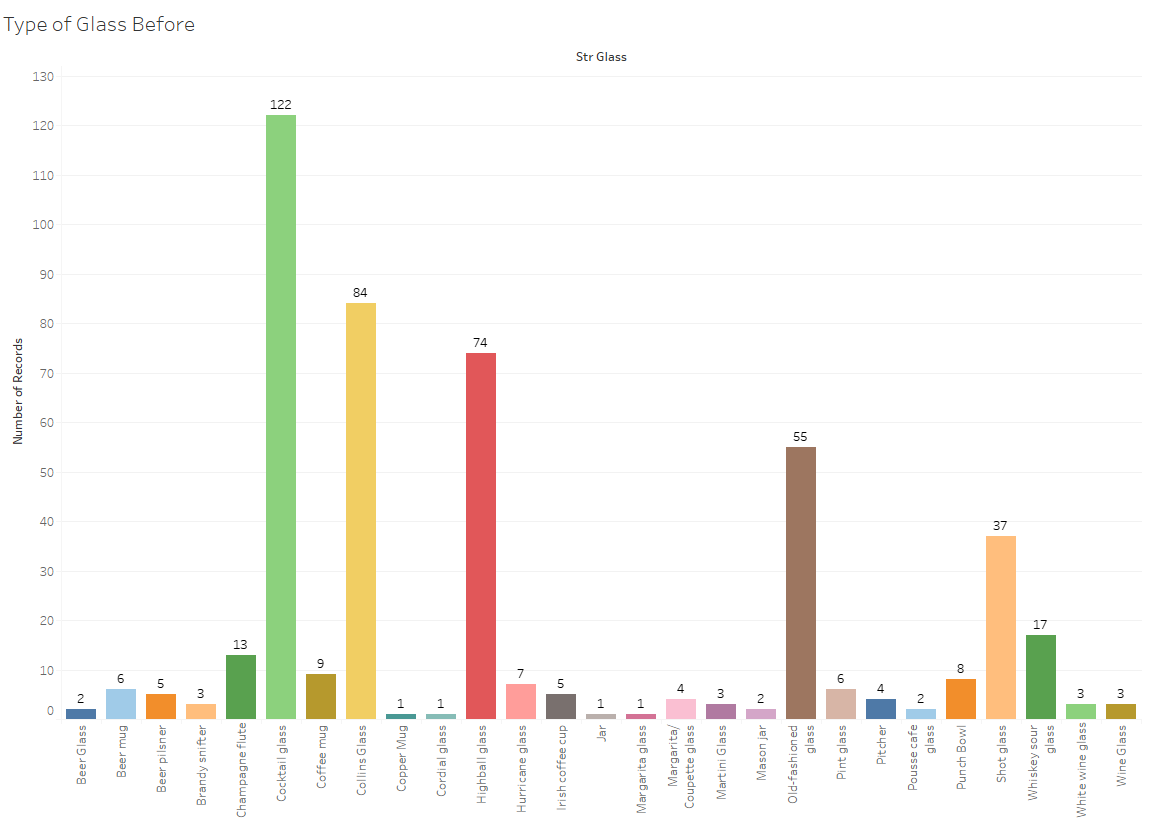 Type of Glass Before
Str Glass
Number of Records
130
120
110
100
90
80
70
60
50
40
30
20
10
0
2
6
5
3
13
122
9
84
1
1
74
7
5
1
1
4
3
2
55
6
4
2
8
37
17
3
3
Beer Glass
Beer mug
Beer pilsner
Brandy snifter
Champagne flute
Cocktail glass
Coffee mug
Collins Glass
Copper Mug
Cordial glass
Highball glass
Hurricane glass
Irish coffee cup
Jar
Margarita glass
Margarita/
Coupette glass
Martini Glass
Mason jar
Old-fashioned
glass
Pint glass
Pitcher
Pousse cafe
glass
Punch Bowl
Shot glass
Whiskey sour
glass
White wine glass
Wine Glass